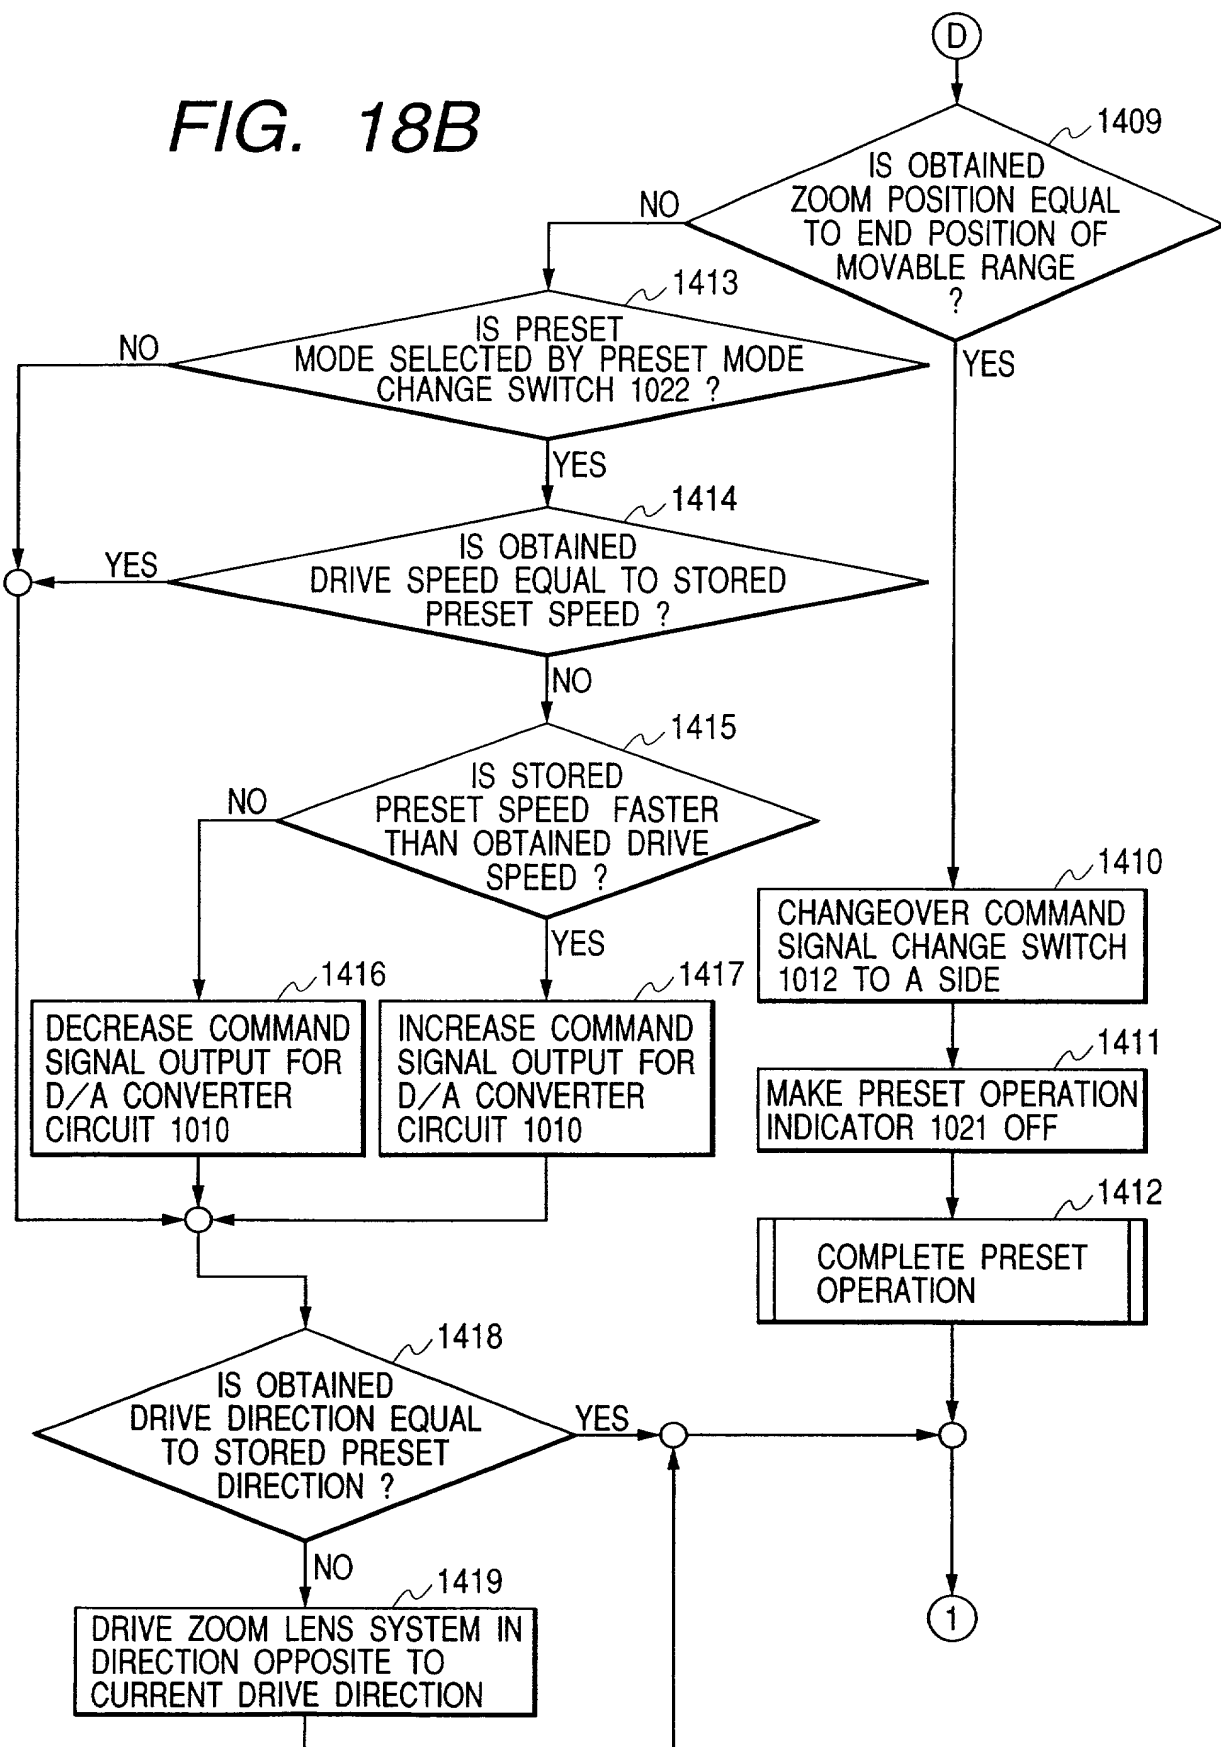 FIG. 18B
D
1409
IS OBTAINED
ZOOM POSITION EQUAL
TO END POSITION OF
MOVABLE RANGE
?
NO
YES
1413
IS PRESET
MODE SELECTED BY PRESET MODE
CHANGE SWITCH 1022 ?
NO
YES
1414
IS OBTAINED
DRIVE SPEED EQUAL TO STORED
PRESET SPEED ?
YES
NO
1415
IS STORED
PRESET SPEED FASTER
THAN OBTAINED DRIVE
SPEED ?
NO
YES
1416
DECREASE COMMAND
SIGNAL OUTPUT FOR
D/A CONVERTER
CIRCUIT 1010
1417
INCREASE COMMAND
SIGNAL OUTPUT FOR
D/A CONVERTER
CIRCUIT 1010
1410
CHANGEOVER COMMAND
SIGNAL CHANGE SWITCH
1012 TO A SIDE
1411
MAKE PRESET OPERATION
INDICATOR 1021 OFF
1412
COMPLETE PRESET
OPERATION
1418
IS OBTAINED
DRIVE DIRECTION EQUAL
TO STORED PRESET
DIRECTION ?
YES
NO
1419
DRIVE ZOOM LENS SYSTEM IN
DIRECTION OPPOSITE TO
CURRENT DRIVE DIRECTION
1